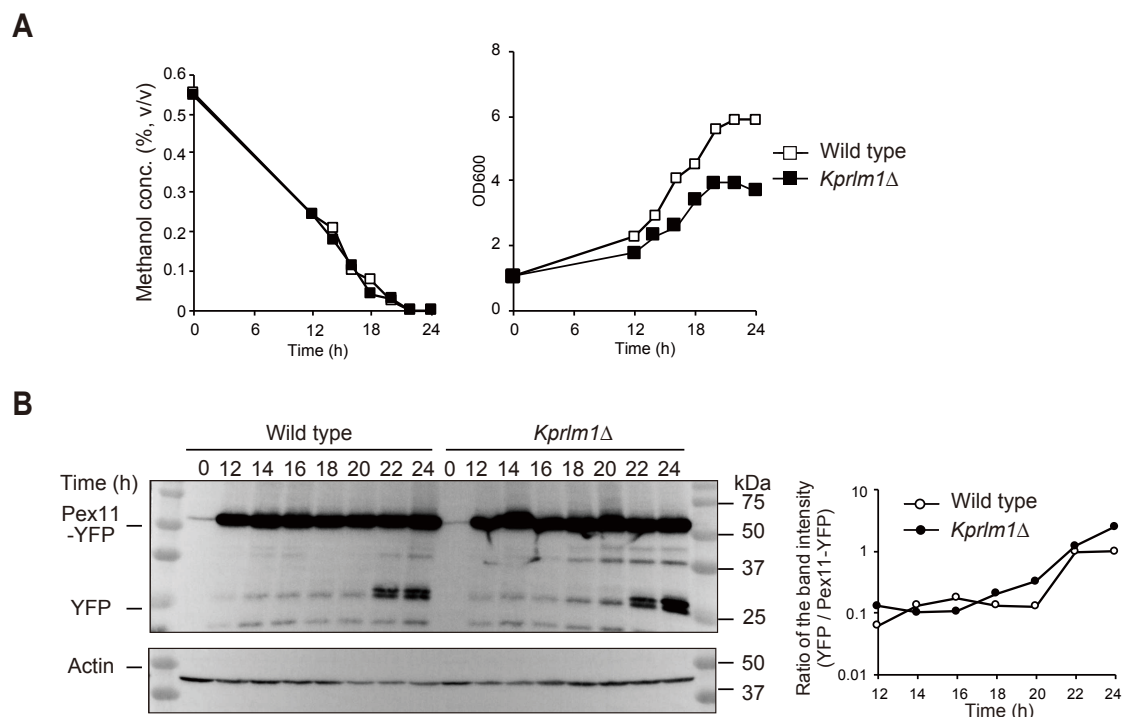 A
Methanol conc. (%, v/v)
0.6
0.5
0.4
0.3
0.2
0.1
0
0 6 12 18 24
Time (h)
OD600
8
6
4
2
0
0 6 12 18 24
Time (h)
Wild type
Kprlm1Δ
B
Wild type Kprlm1Δ
Time (h) 0 12 14 16 18 20 22 24 0 12 14 16 18 20 22 24 kDa
Pex11
-YFP
YFP
75
50
37
25
Actin
50
37
Ratio of the band intensity
(YFP / Pex11-YFP)
10
1
0.1
0.01
12 14 16 18 20 22 24
Time (h)
Wild type
Kprlm1Δ